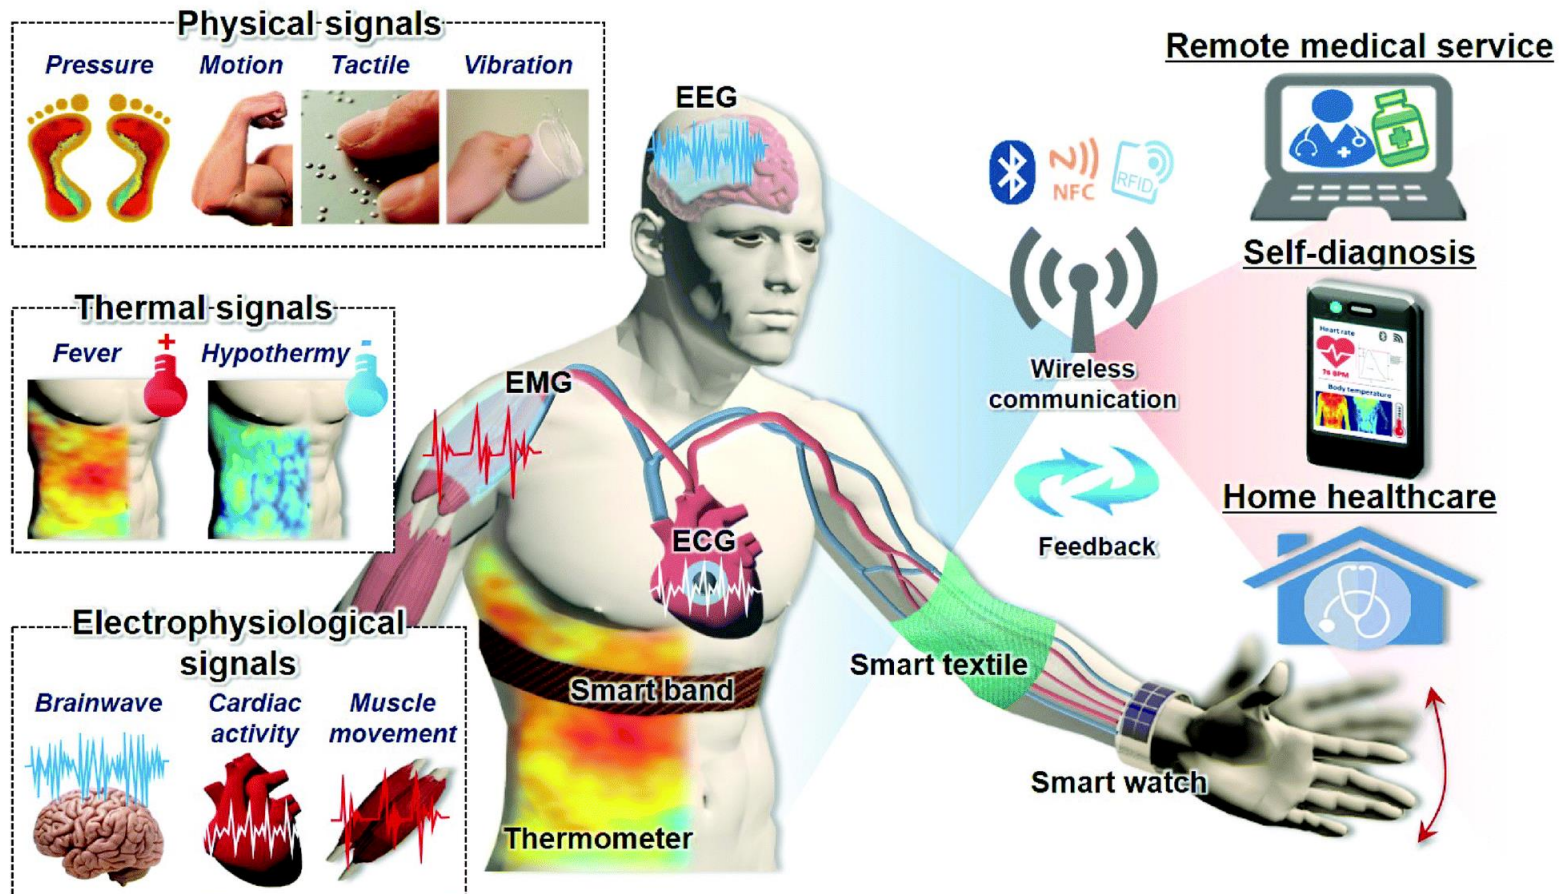 Physical signals
Pressure
Motion
Tactile
Vibration
Thermal signals
Fever
Hypothermy
+
-
Electrophysiological
signals
Brainwave
Cardiac
activity
Muscle
movement
EEG
EMG
ECG
Smart band
Thermometer
Smart textile
Smart watch
NFC
RFID
Wireless
communication
Feedback
Remote medical service
Self-diagnosis
Heart rate
76 BPM
Body temperature
Home healthcare